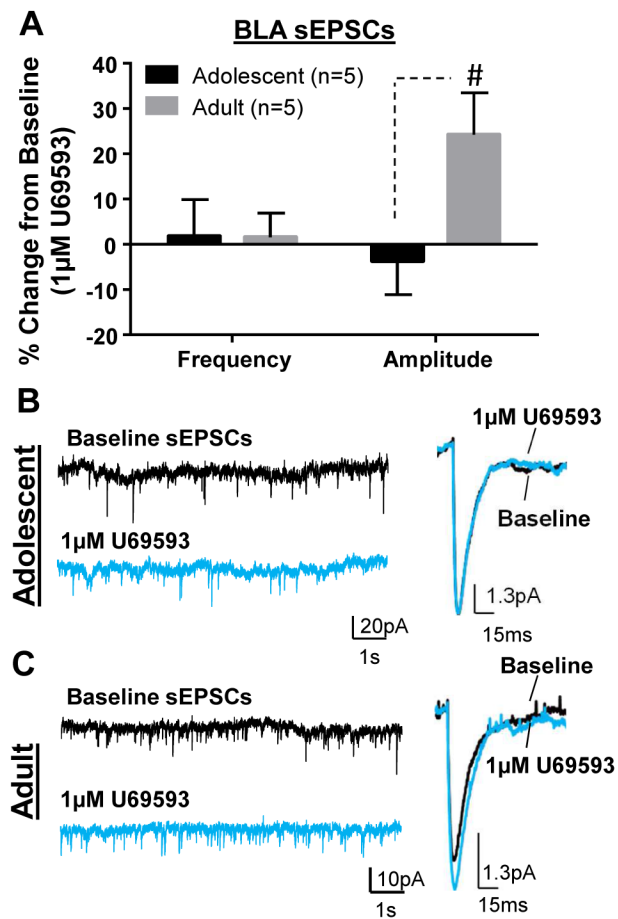 A
BLA sEPSCs
% Change from Baseline
(1µM U69593)
40
30
20
10
0
-10
-20
Adolescent (n=5)
Adult (n=5)
#
Frequency
Amplitude
B
Adolescent
Baseline sEPSCs
1µM U69593
20pA
1s
1µM U69593
Baseline
1.3pA
15ms
C
Adult
Baseline sEPSCs
1µM U69593
10pA
1s
Baseline
1µM U69593
1.3pA
15ms